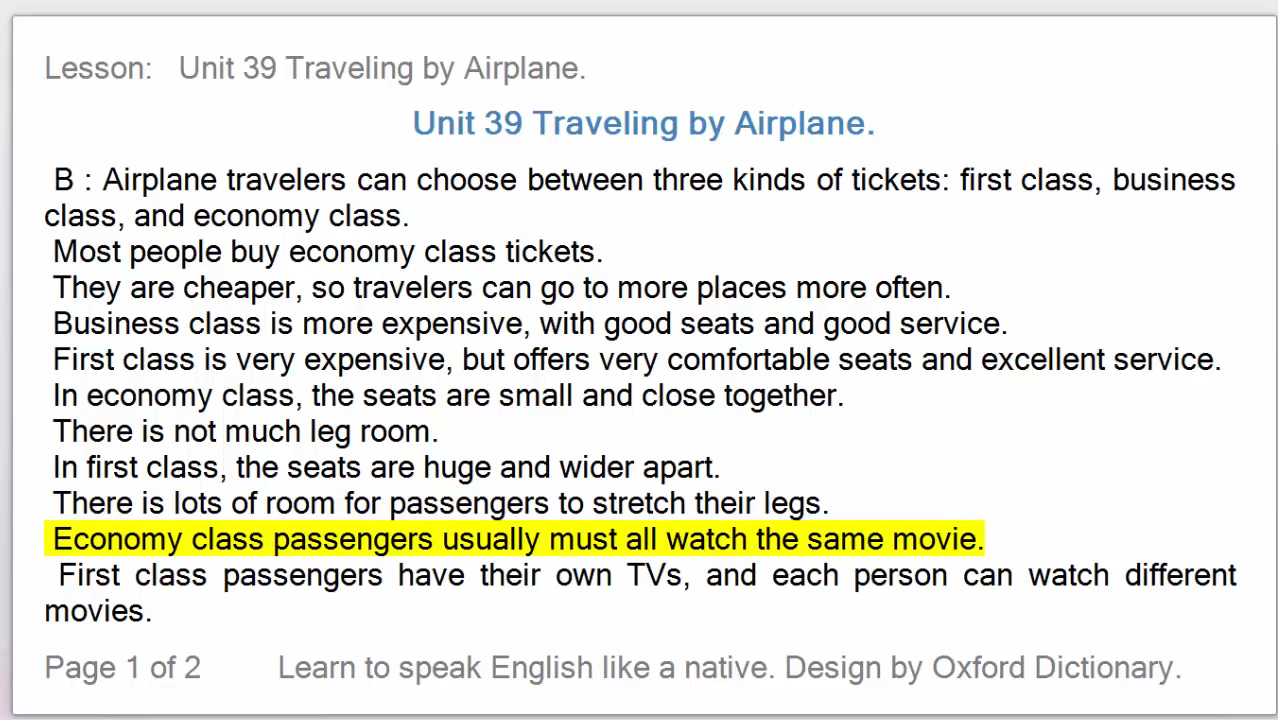 Lesson:   Unit 39 Traveling by Airplane.
Unit 39 Traveling by Airplane.
B : Airplane travelers can choose between three kinds of tickets: first class, business
class, and economy class.
Most people buy economy class tickets.
They are cheaper, so travelers can go to more places more often.
Business class is more expensive, with good seats and good service.
First class is very expensive, but offers very comfortable seats and excellent service.
In economy class, the seats are small and close together.
There is not much leg room.
In first class, the seats are huge and wider apart.
There is lots of room for passengers to stretch their legs.
Economy class passengers usually must all watch the same movie.
First class passengers have their own TVs, and each person can watch different
movies.
Page 1 of 2   Learn to speak English like a native. Design by Oxford Dictionary.